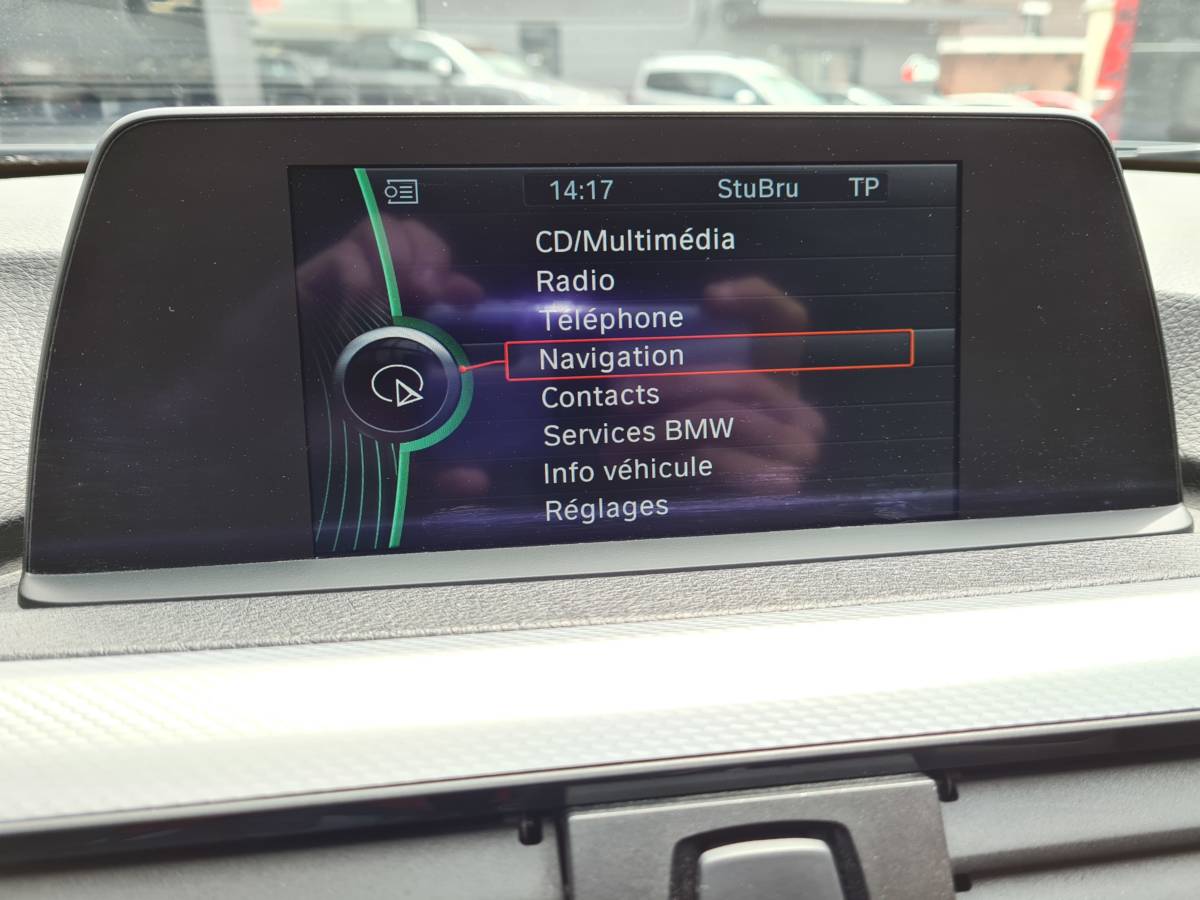 14:17 StuBru TP
CD/Multimédia
Radio
Téléphone
Navigation
Contacts
Services BMW
Info véhicule
Réglages